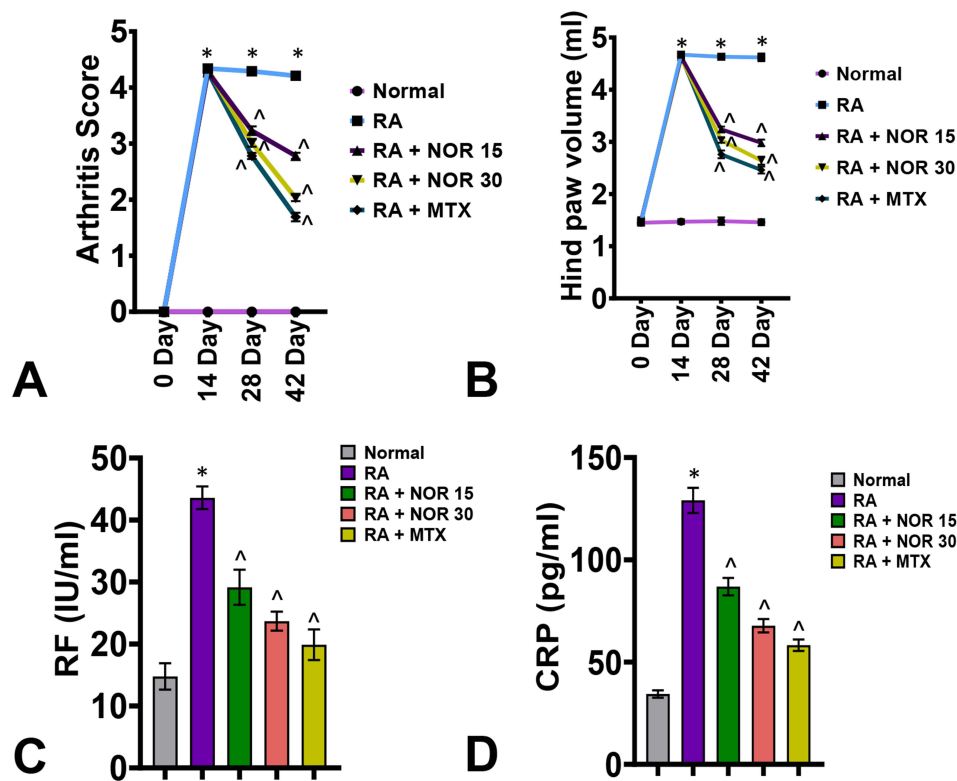 Arthritis Score
5
4
3
2
1
0
* * *
^ ^ ^ ^ ^ ^
0 Day
14 Day
28 Day
42 Day
Normal
RA
RA + NOR 15
RA + NOR 30
RA + MTX
A
Hind paw volume (ml)
5
4
3
2
1
0
* * *
^ ^ ^ ^ ^ ^
0 Day
14 Day
28 Day
42 Day
Normal
RA
RA + NOR 15
RA + NOR 30
RA + MTX
B
RF (IU/ml)
50
40
30
20
10
0
*
^ ^ ^
Normal
RA
RA + NOR 15
RA + NOR 30
RA + MTX
C
CRP (pg/ml)
150
100
50
0
*
^ ^ ^
Normal
RA
RA + NOR 15
RA + NOR 30
RA + MTX
D